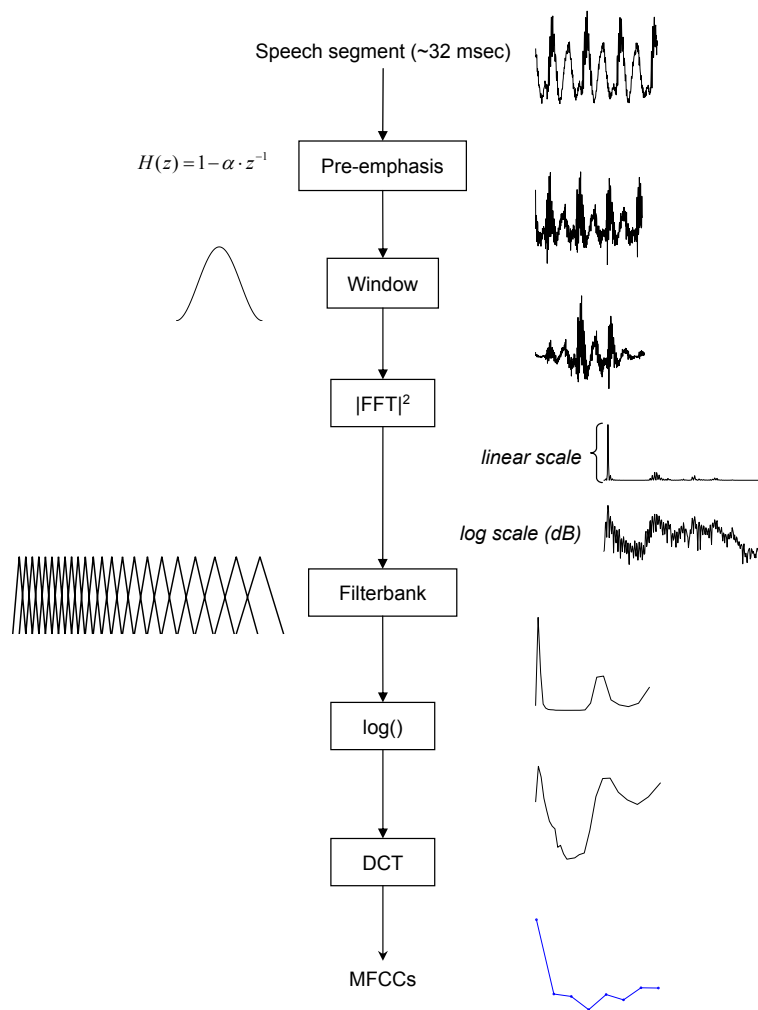 Speech segment (~32 msec)
H(z) = 1 − α · z⁻¹
Pre-emphasis
Window
|FFT|²
linear scale
log scale (dB)
Filterbank
log()
DCT
MFCCs